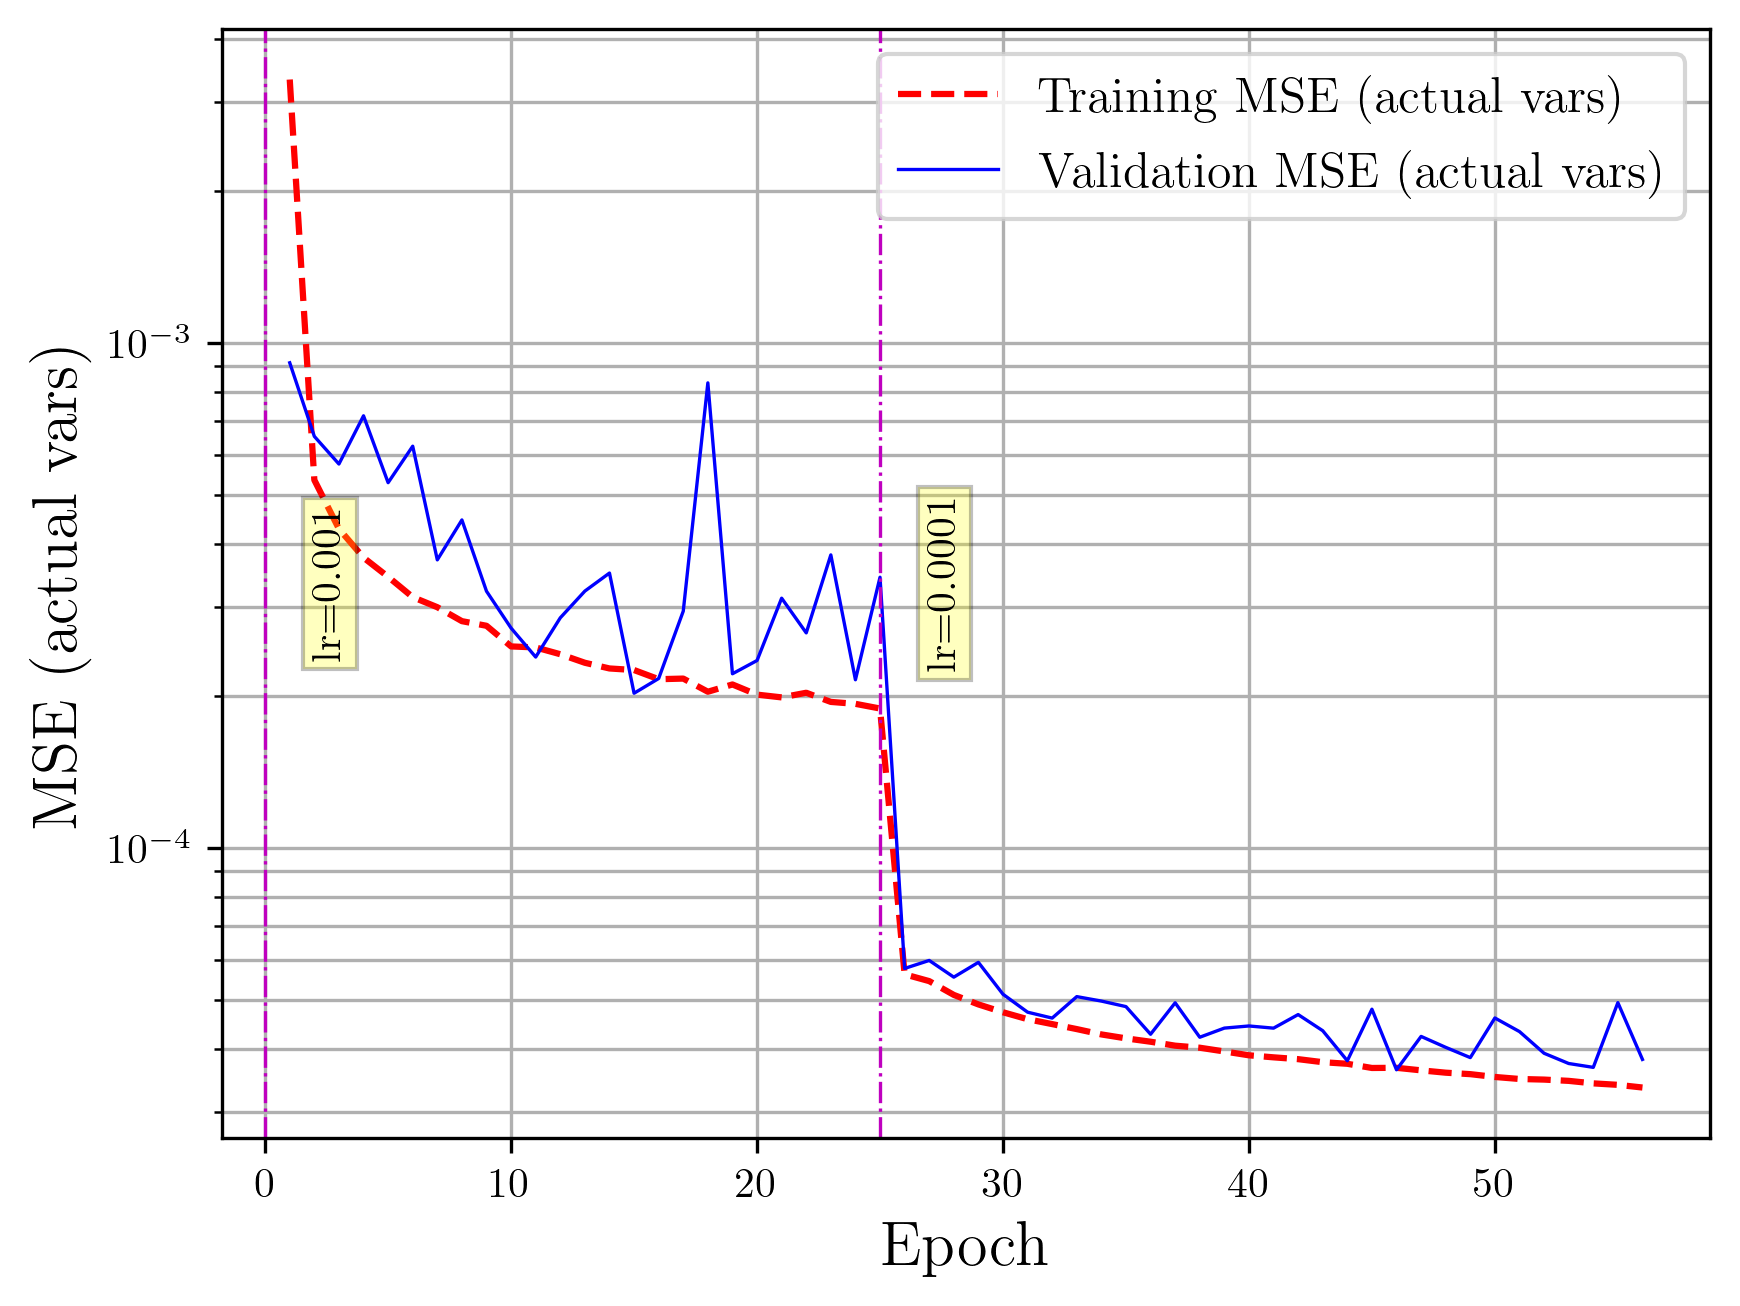 Training MSE (actual vars)
Validation MSE (actual vars)
MSE (actual vars)
10⁻³
10⁻⁴
lr=0.001
lr=0.0001
0 10 20 30 40 50
Epoch